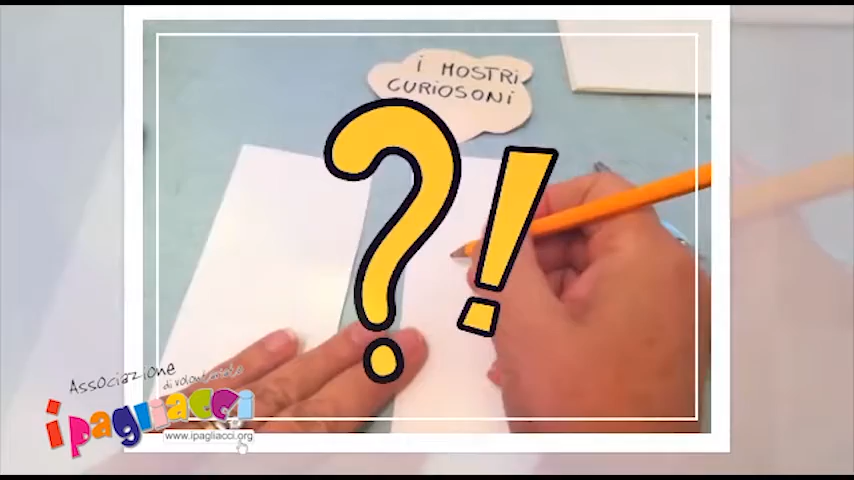 i MOSTRi
CURiOSONi
?!
Associazione
di volontariato
i pagliacci
www.ipagliacci.org